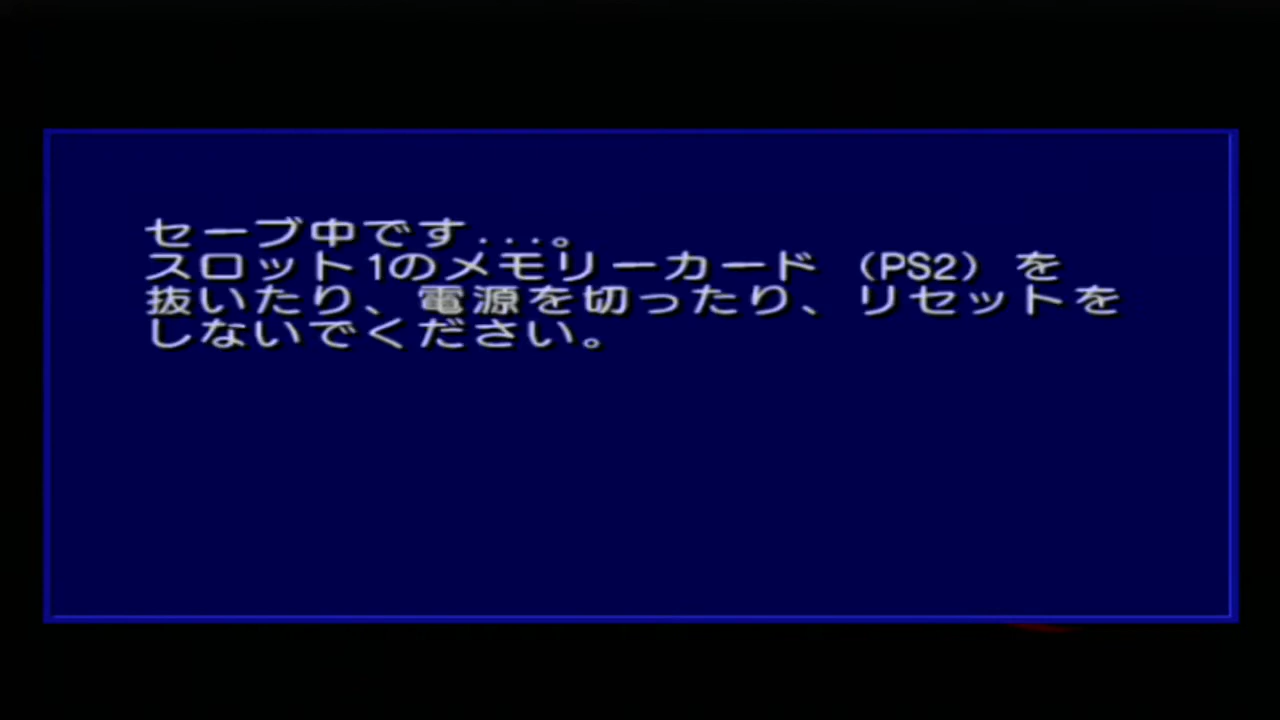 セーブ中です...。
スロット1のメモリーカード (PS2) を
抜いたり、電源を切ったり、リセットを
しないでください。